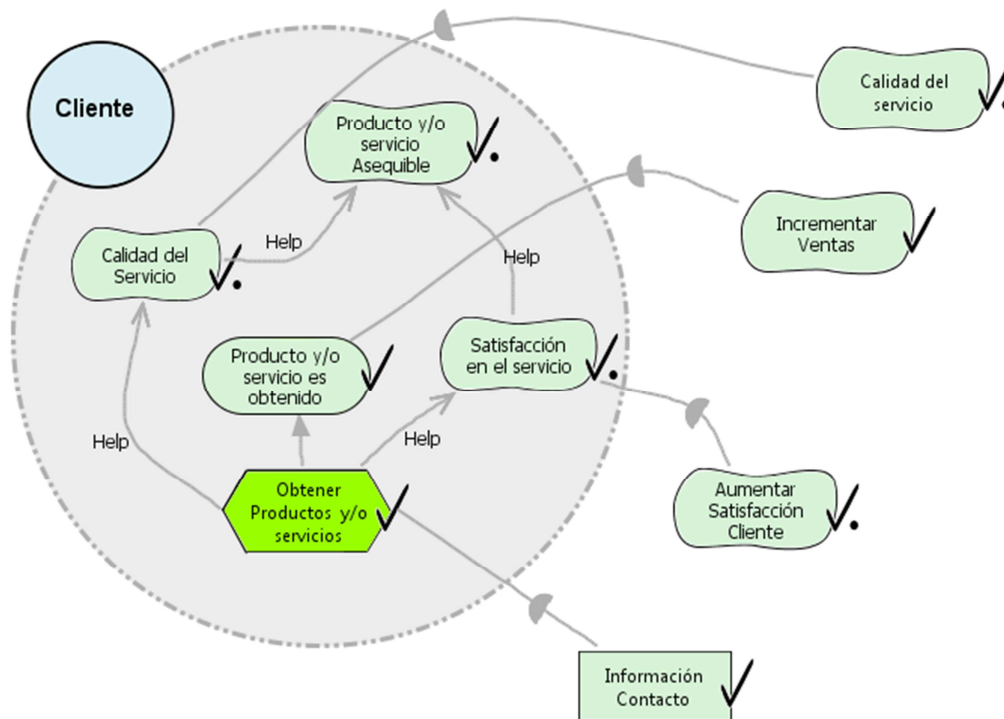 Cliente
Calidad del
servicio
Producto y/o
servicio
Asequible
Incrementar
Ventas
Calidad del
Servicio
Help
Help
Producto y/o
servicio es
obtenido
Satisfacción
en el servicio
Help
Help
Obtener
Productos y/o
servicios
Aumentar
Satisfacción
Cliente
Información
Contacto